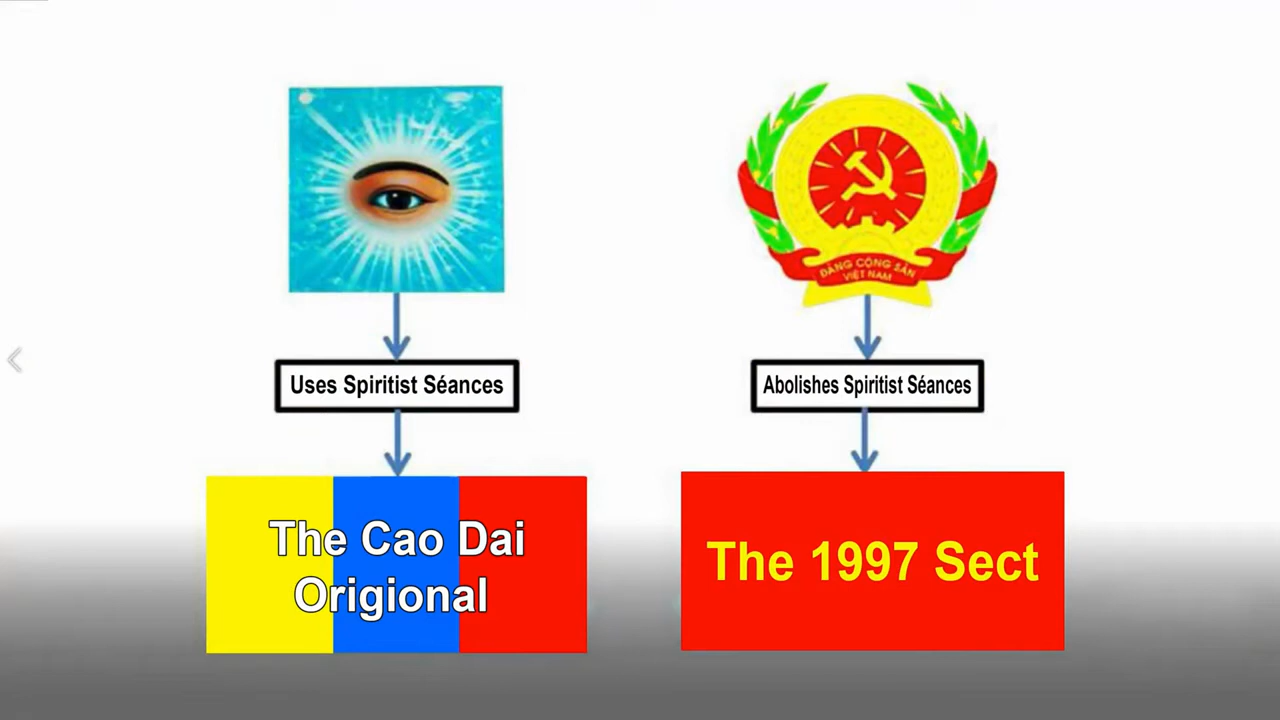 ĐẢNG CỘNG SẢN
VIỆT NAM
Uses Spiritist Séances
Abolishes Spiritist Séances
The Cao Dai
Origional
The 1997 Sect